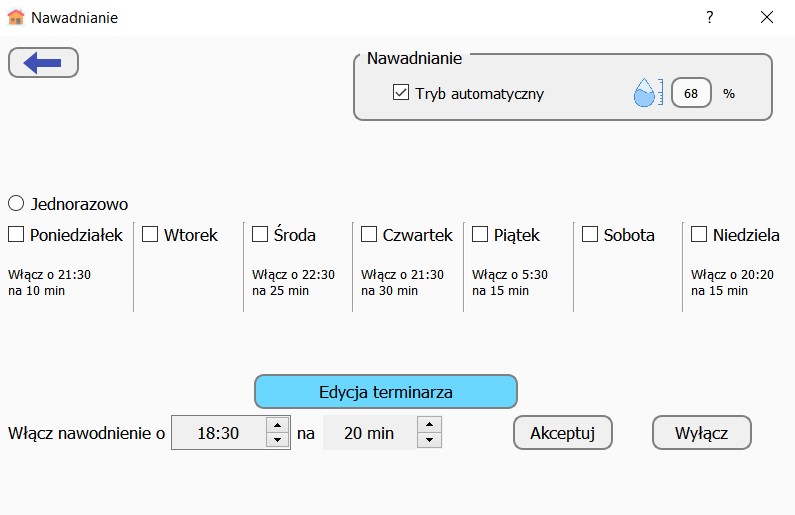 Nawadnianie
?
Nawadnianie
Tryb automatyczny 68 %
Jednorazowo
Poniedziałek Wtorek Środa Czwartek Piątek Sobota Niedziela
Włącz o 21:30 Włącz o 22:30 Włącz o 21:30 Włącz o 5:30 Włącz o 20:20
na 10 min na 25 min na 30 min na 15 min na 15 min
Edycja terminarza
Włącz nawodnienie o 18:30 na 20 min Akceptuj Wyłącz